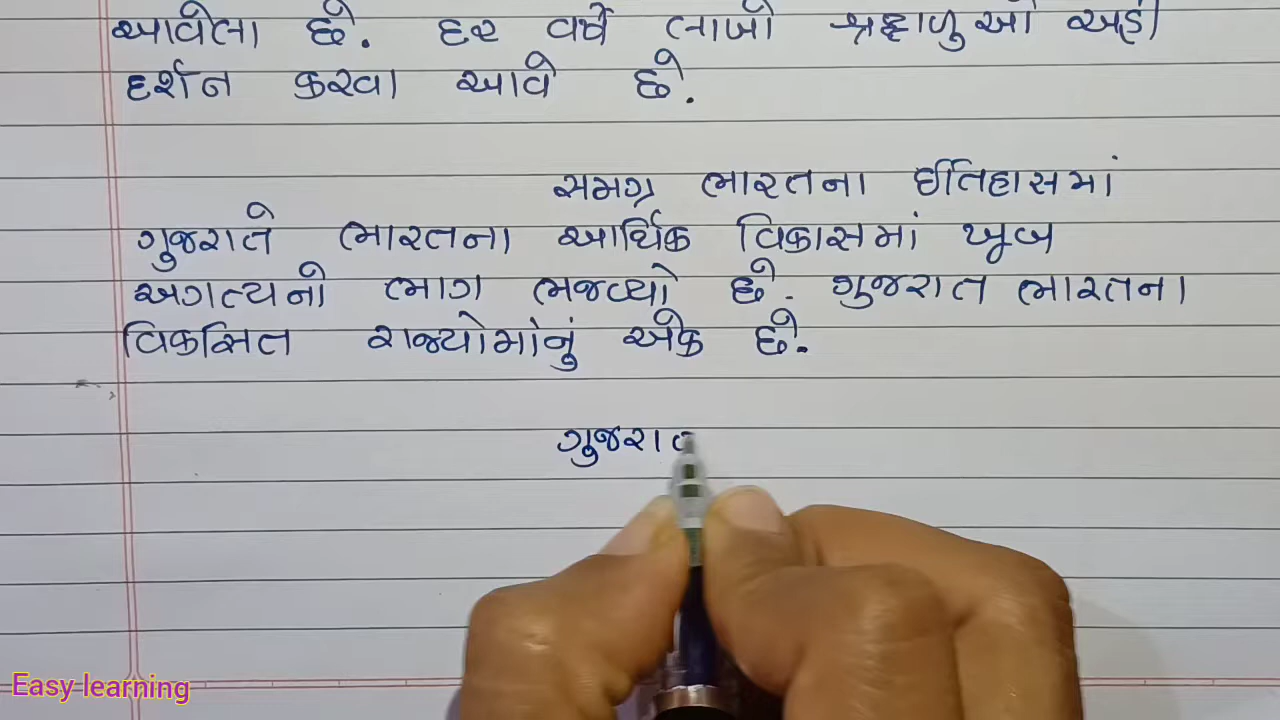 આવેલા છે. દર વર્ષે લાખો શ્રદ્ધાળુઓ અહીં
દર્શન કરવા આવે છે.
સમગ્ર ભારતના ઈતિહાસમાં
ગુજરાતે ભારતના આર્થિક વિકાસમાં ખૂબ
અગત્યનો ભાગ ભજવ્યો છે. ગુજરાત ભારતના
વિકસિત રાજ્યોમાંનું એક છે.
ગુજરા
Easy learning